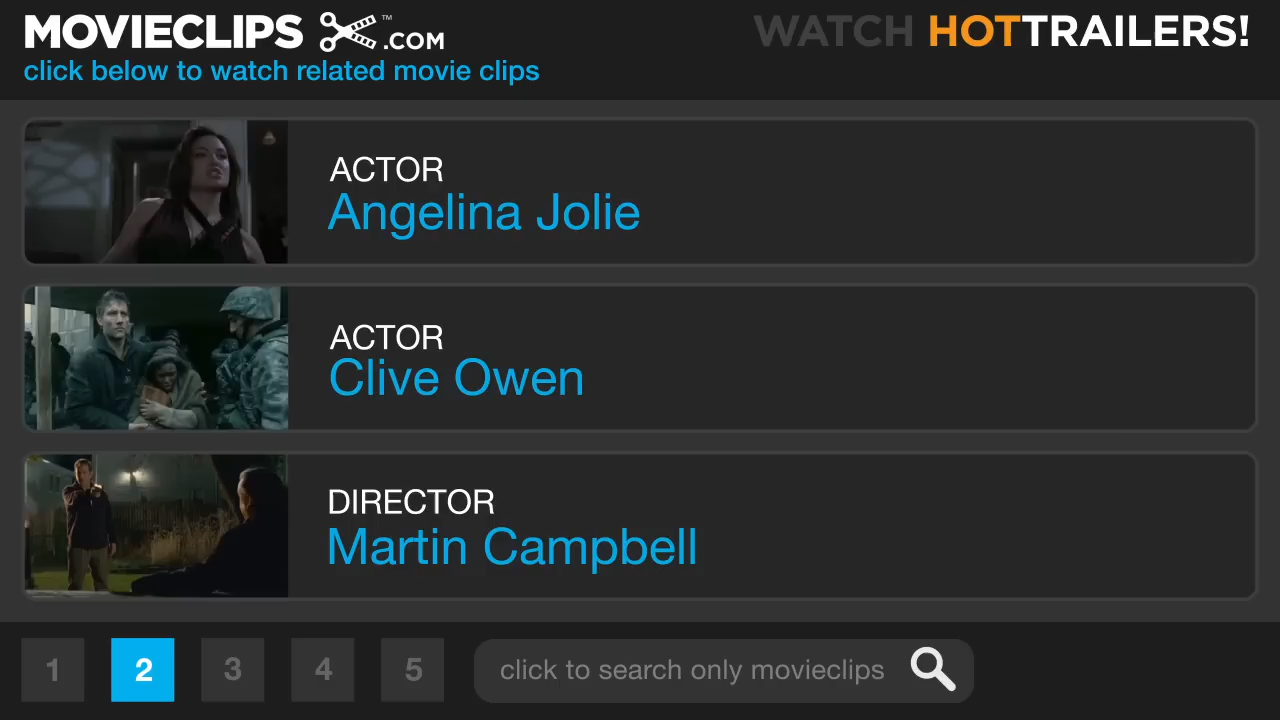 MOVIECLIPS ™ .COM
WATCH HOTTRAILERS!
click below to watch related movie clips
ACTOR
Angelina Jolie
ACTOR
Clive Owen
DIRECTOR
Martin Campbell
1 2 3 4 5
click to search only movieclips